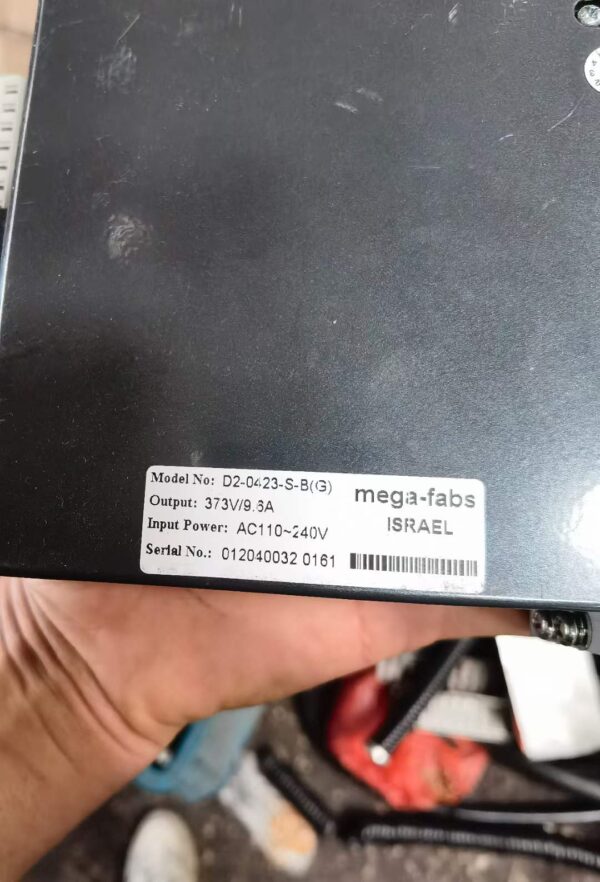 Model No: D2-0423-S-B(G)
mega-fabs
Output: 373V/9.6A
ISRAEL
Input Power: AC110~240V
Serial No.: 012040032 0161